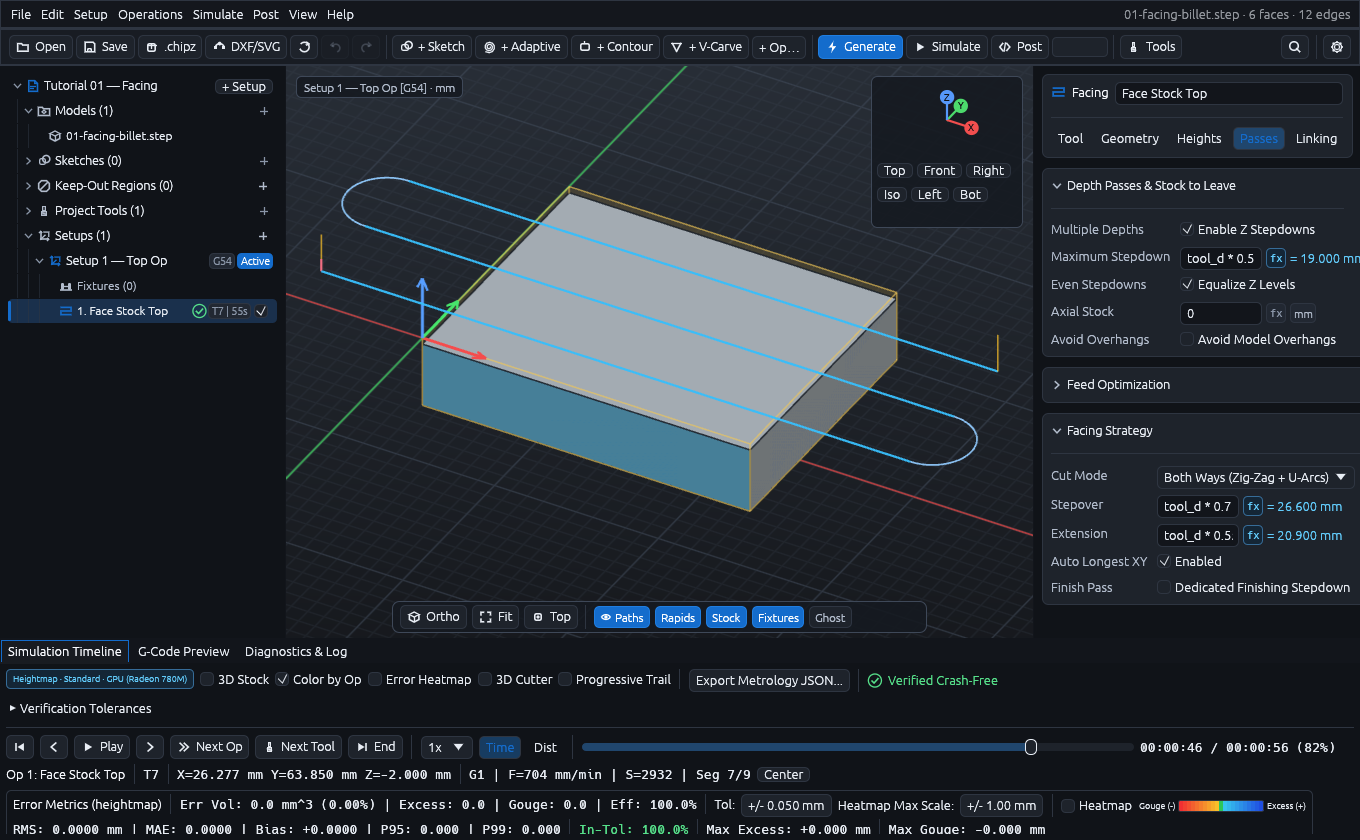 File Edit Setup Operations Simulate Post View Help 01-facing-billet.step · 6 faces · 12 edges
Open Save .chipz DXF/SVG + Sketch + Adaptive + Contour + V-Carve + Op... Generate Simulate Post Tools
Tutorial 01 — Facing + Setup
Models (1) +
01-facing-billet.step
Sketches (0) +
Keep-Out Regions (0) +
Project Tools (1) +
Setups (1) +
Setup 1 — Top Op G54 Active
Fixtures (0)
1. Face Stock Top T7 | 55s
Setup 1 — Top Op [G54] · mm
Z Y X
Top Front Right
Iso Left Bot
Ortho Fit Top Paths Rapids Stock Fixtures Ghost
Facing Face Stock Top
Tool Geometry Heights Passes Linking
Depth Passes & Stock to Leave
Multiple Depths Enable Z Stepdowns
Maximum Stepdown tool_d * 0.5 fx = 19.000 mm
Even Stepdowns Equalize Z Levels
Axial Stock 0 fx mm
Avoid Overhangs Avoid Model Overhangs
Feed Optimization
Facing Strategy
Cut Mode Both Ways (Zig-Zag + U-Arcs)
Stepover tool_d * 0.7 fx = 26.600 mm
Extension tool_d * 0.5. fx = 20.900 mm
Auto Longest XY Enabled
Finish Pass Dedicated Finishing Stepdown
Simulation Timeline G-Code Preview Diagnostics & Log
Heightmap · Standard · GPU (Radeon 780M) 3D Stock Color by Op Error Heatmap 3D Cutter Progressive Trail Export Metrology JSON... Verified Crash-Free
Verification Tolerances
Play Next Op Next Tool End 1x Time Dist 00:00:46 / 00:00:56 (82%)
Op 1: Face Stock Top T7 X=26.277 mm Y=63.850 mm Z=-2.000 mm G1 | F=704 mm/min | S=2932 | Seg 7/9 Center
Error Metrics (heightmap) Err Vol: 0.0 mm^3 (0.00%) | Excess: 0.0 | Gouge: 0.0 | Eff: 100.0% Tol: +/- 0.050 mm Heatmap Max Scale: +/- 1.00 mm Heatmap Gouge (-) Excess (+)
RMS: 0.0000 mm | MAE: 0.0000 | Bias: +0.0000 | P95: 0.000 | P99: 0.000 In-Tol: 100.0% Max Excess: +0.000 mm Max Gouge: -0.000 mm